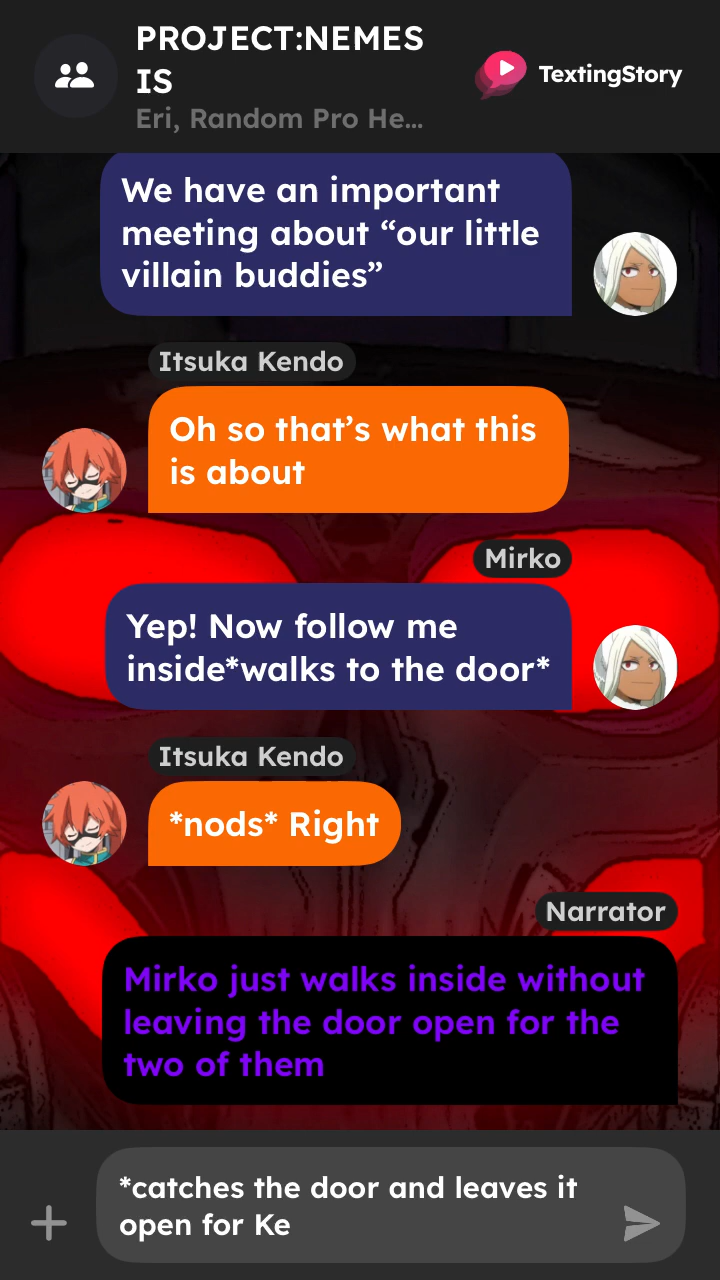 PROJECT:NEMES
IS
Eri, Random Pro He...
TextingStory
We have an important
meeting about “our little
villain buddies”
Itsuka Kendo
Oh so that’s what this
is about
Mirko
Yep! Now follow me
inside*walks to the door*
Itsuka Kendo
*nods* Right
Narrator
Mirko just walks inside without
leaving the door open for the
two of them
*catches the door and leaves it
open for Ke